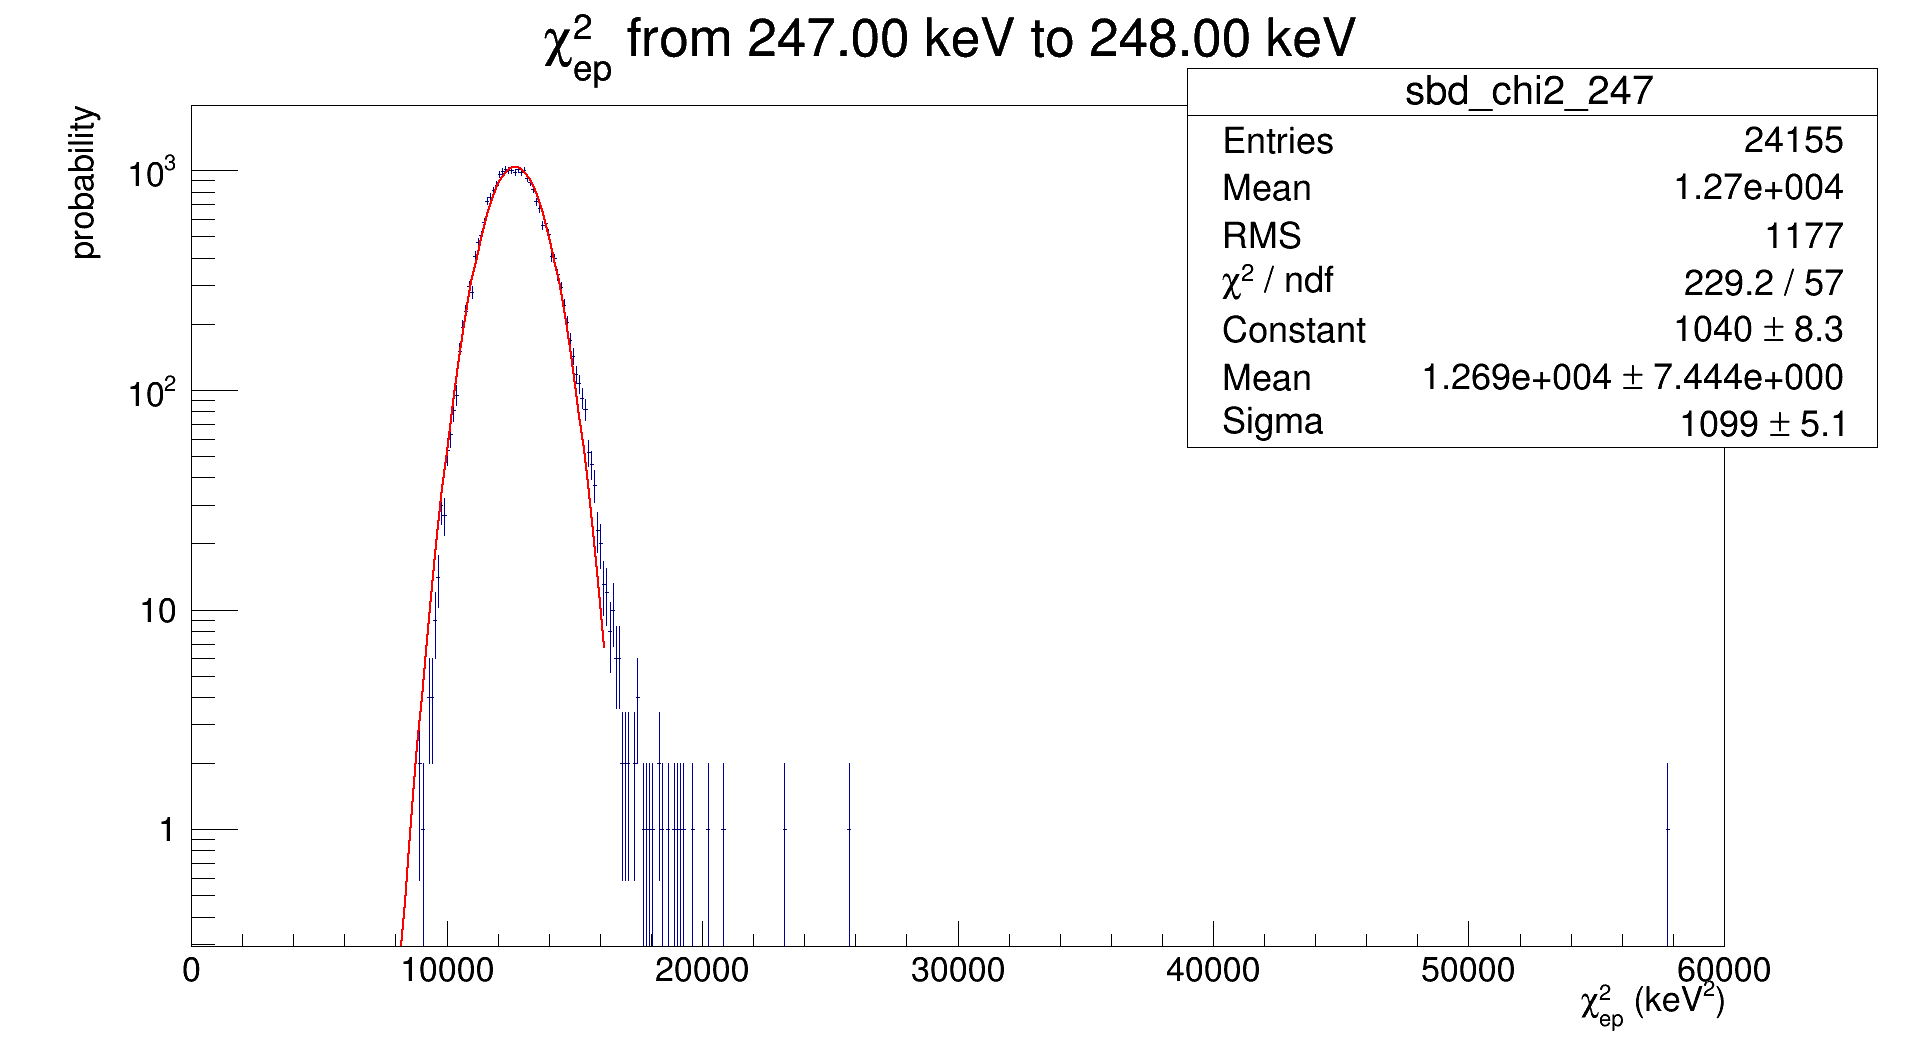 χ²ep from 247.00 keV to 248.00 keV
probability
sbd_chi2_247
Entries 24155
Mean 1.27e+004
RMS 1177
χ² / ndf 229.2 / 57
Constant 1040 ± 8.3
Mean 1.269e+004 ± 7.444e+000
Sigma 1099 ± 5.1
10³
10²
10
1
0 10000 20000 30000 40000 50000 60000
χ²ep (keV²)